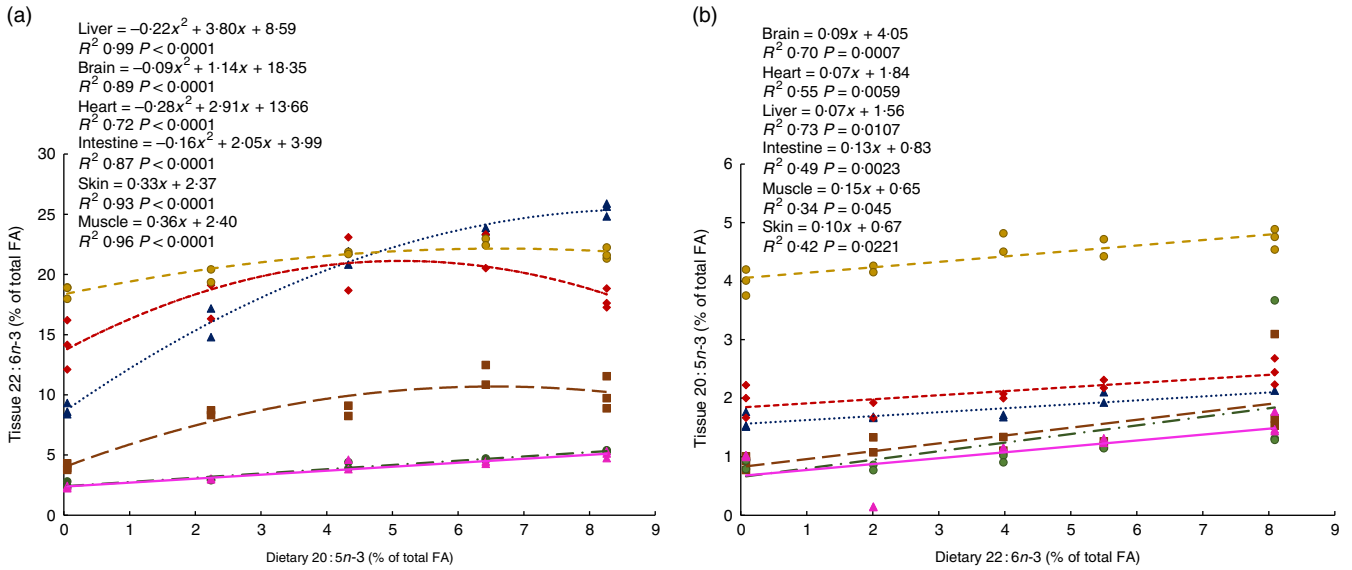 (a)
Liver = –0·22x² + 3·80x + 8·59
R² 0·99 P < 0·0001
Brain = –0·09x² + 1·14x + 18·35
R² 0·89 P < 0·0001
Heart = –0·28x² + 2·91x + 13·66
R² 0·72 P < 0·0001
Intestine = –0·16x² + 2·05x + 3·99
R² 0·87 P < 0·0001
Skin = 0·33x + 2·37
R² 0·93 P < 0·0001
Muscle = 0·36x + 2·40
R² 0·96 P < 0·0001
30
25
20
15
10
5
0
Tissue 22 : 6n-3 (% of total FA)
0 1 2 3 4 5 6 7 8 9
Dietary 20 : 5n-3 (% of total FA)
(b)
Brain = 0·09x + 4·05
R² 0·70 P = 0·0007
Heart = 0·07x + 1·84
R² 0·55 P = 0·0059
Liver = 0·07x + 1·56
R² 0·73 P = 0·0107
Intestine = 0·13x + 0·83
R² 0·49 P = 0·0023
Muscle = 0·15x + 0·65
R² 0·34 P = 0·045
Skin = 0·10x + 0·67
R² 0·42 P = 0·0221
6
5
4
3
2
1
0
Tissue 20 : 5n-3 (% of total FA)
0 1 2 3 4 5 6 7 8 9
Dietary 22 : 6n-3 (% of total FA)